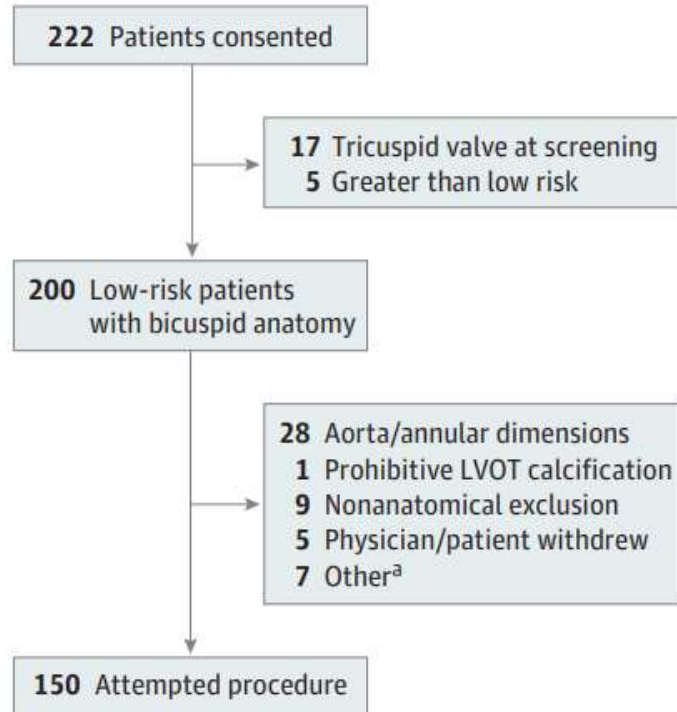 222 Patients consented
17 Tricuspid valve at screening
5 Greater than low risk
200 Low-risk patients
with bicuspid anatomy
28 Aorta/annular dimensions
1 Prohibitive LVOT calcification
9 Nonanatomical exclusion
5 Physician/patient withdrew
7 Otherᵃ
150 Attempted procedure